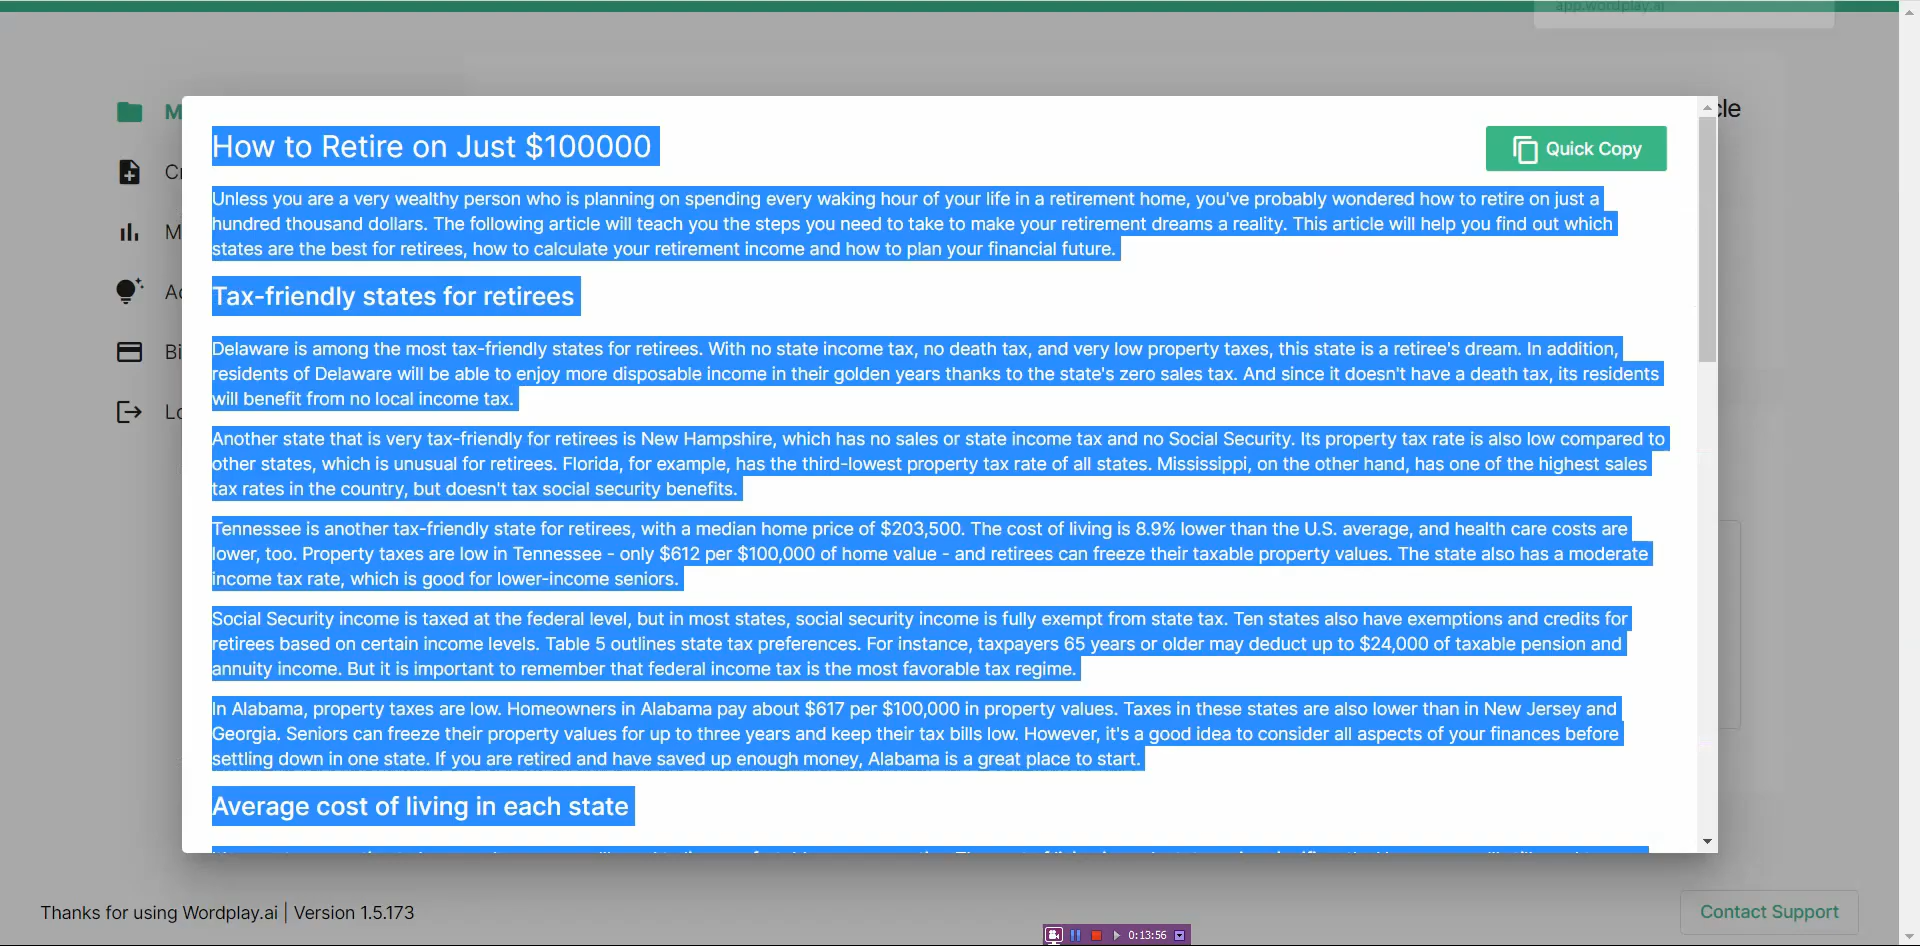 app.wordplay.ai
cle
How to Retire on Just $100000
Quick Copy
Unless you are a very wealthy person who is planning on spending every waking hour of your life in a retirement home, you've probably wondered how to retire on just a
hundred thousand dollars. The following article will teach you the steps you need to take to make your retirement dreams a reality. This article will help you find out which
states are the best for retirees, how to calculate your retirement income and how to plan your financial future.
Tax-friendly states for retirees
Delaware is among the most tax-friendly states for retirees. With no state income tax, no death tax, and very low property taxes, this state is a retiree's dream. In addition,
residents of Delaware will be able to enjoy more disposable income in their golden years thanks to the state's zero sales tax. And since it doesn't have a death tax, its residents
will benefit from no local income tax.
Another state that is very tax-friendly for retirees is New Hampshire, which has no sales or state income tax and no Social Security. Its property tax rate is also low compared to
other states, which is unusual for retirees. Florida, for example, has the third-lowest property tax rate of all states. Mississippi, on the other hand, has one of the highest sales
tax rates in the country, but doesn't tax social security benefits.
Tennessee is another tax-friendly state for retirees, with a median home price of $203,500. The cost of living is 8.9% lower than the U.S. average, and health care costs are
lower, too. Property taxes are low in Tennessee - only $612 per $100,000 of home value - and retirees can freeze their taxable property values. The state also has a moderate
income tax rate, which is good for lower-income seniors.
Social Security income is taxed at the federal level, but in most states, social security income is fully exempt from state tax. Ten states also have exemptions and credits for
retirees based on certain income levels. Table 5 outlines state tax preferences. For instance, taxpayers 65 years or older may deduct up to $24,000 of taxable pension and
annuity income. But it is important to remember that federal income tax is the most favorable tax regime.
In Alabama, property taxes are low. Homeowners in Alabama pay about $617 per $100,000 in property values. Taxes in these states are also lower than in New Jersey and
Georgia. Seniors can freeze their property values for up to three years and keep their tax bills low. However, it's a good idea to consider all aspects of your finances before
settling down in one state. If you are retired and have saved up enough money, Alabama is a great place to start.
Average cost of living in each state
M
Cr
M
Ac
Bi
Lo
Thanks for using Wordplay.ai | Version 1.5.173
Contact Support
0:13:56